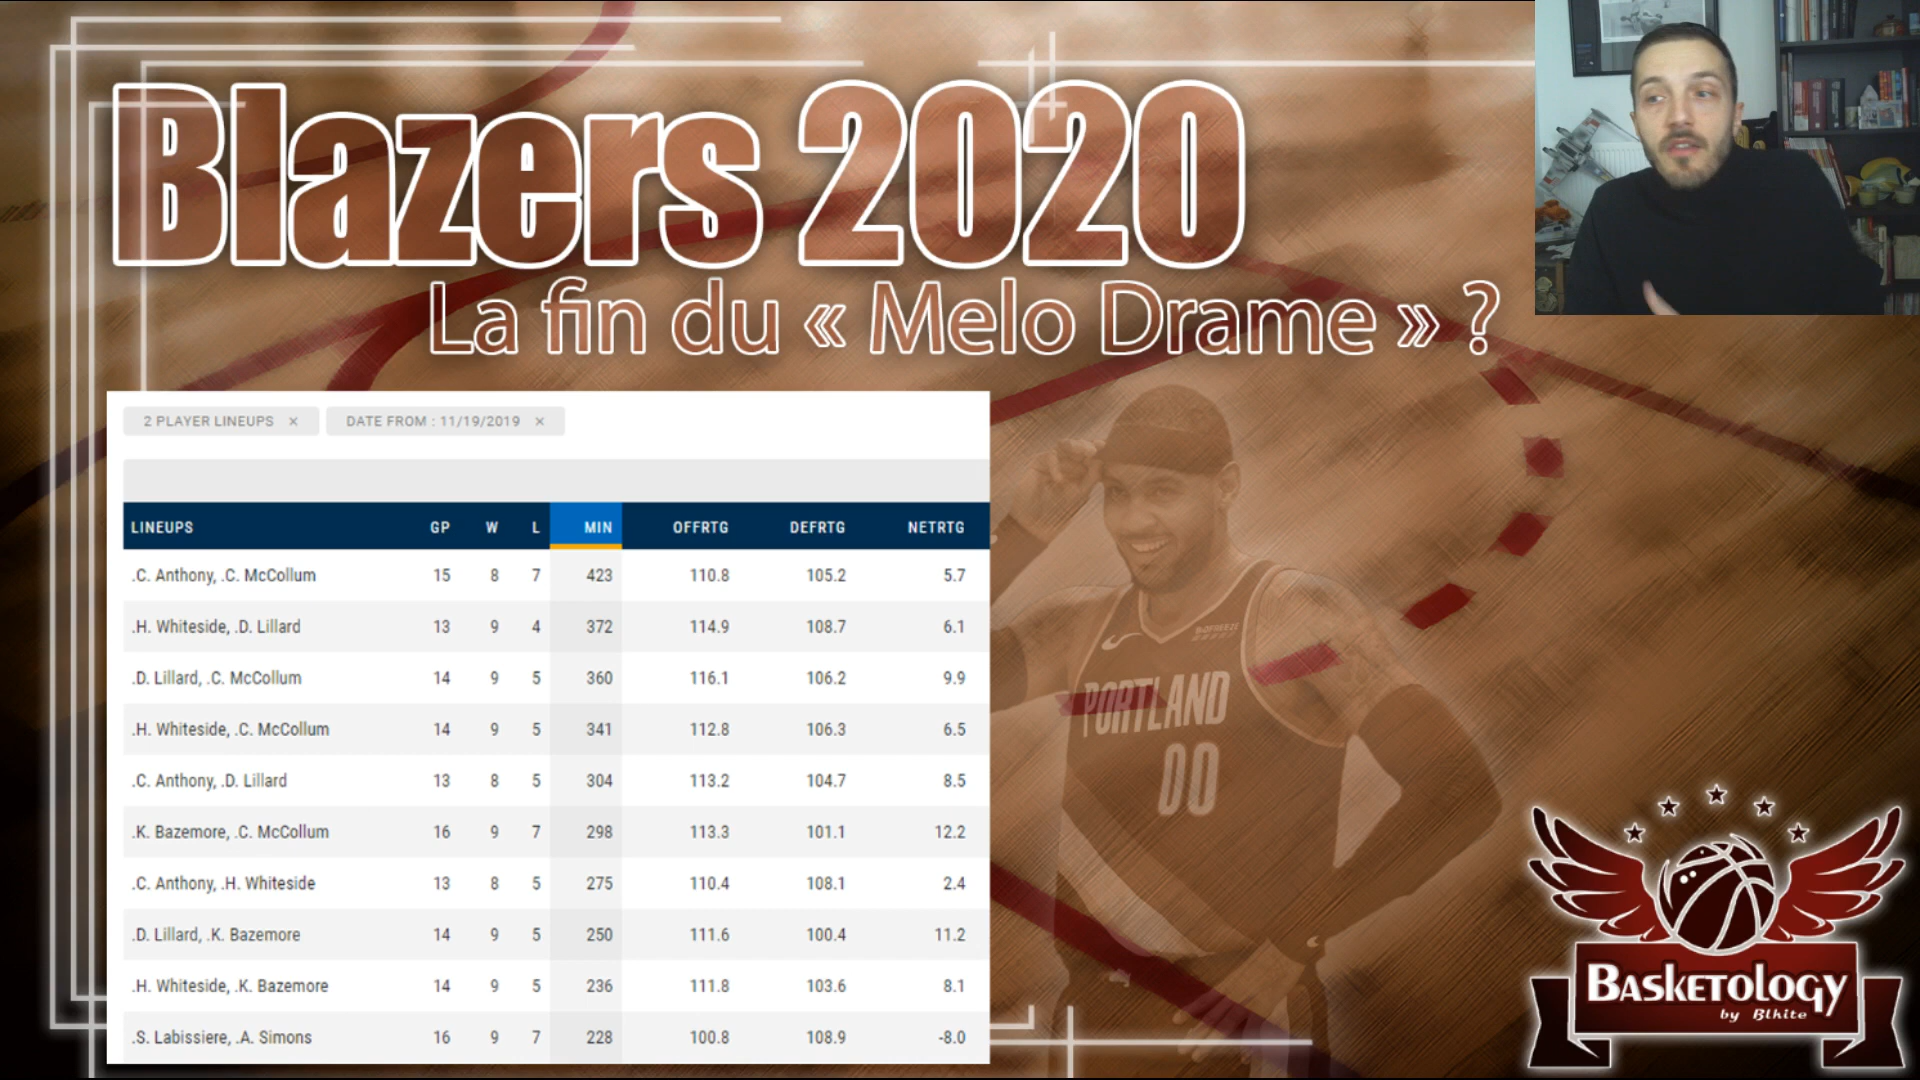 Blazers 2020
La fin du « Melo Drame » ?
2 PLAYER LINEUPS ×
DATE FROM : 11/19/2019 ×
LINEUPS GP W L MIN OFFRTG DEFRTG NETRTG
.C. Anthony, .C. McCollum 15 8 7 423 110.8 105.2 5.7
.H. Whiteside, .D. Lillard 13 9 4 372 114.9 108.7 6.1
.D. Lillard, .C. McCollum 14 9 5 360 116.1 106.2 9.9
.H. Whiteside, .C. McCollum 14 9 5 341 112.8 106.3 6.5
.C. Anthony, .D. Lillard 13 8 5 304 113.2 104.7 8.5
.K. Bazemore, .C. McCollum 16 9 7 298 113.3 101.1 12.2
.C. Anthony, .H. Whiteside 13 8 5 275 110.4 108.1 2.4
.D. Lillard, .K. Bazemore 14 9 5 250 111.6 100.4 11.2
.H. Whiteside, .K. Bazemore 14 9 5 236 111.8 103.6 8.1
.S. Labissiere, .A. Simons 16 9 7 228 100.8 108.9 -8.0
BIOFREEZE
PORTLAND
00
BASKETOLOGY
by Blhite